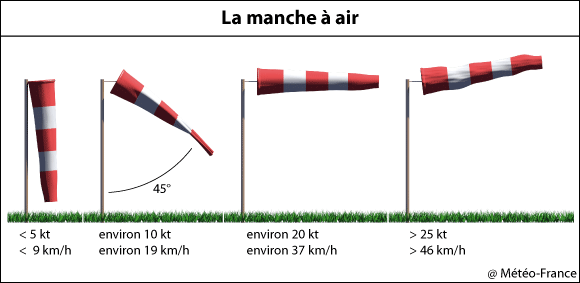 La manche à air
45°
< 5 kt
< 9 km/h
environ 10 kt
environ 19 km/h
environ 20 kt
environ 37 km/h
> 25 kt
> 46 km/h
@ Météo-France